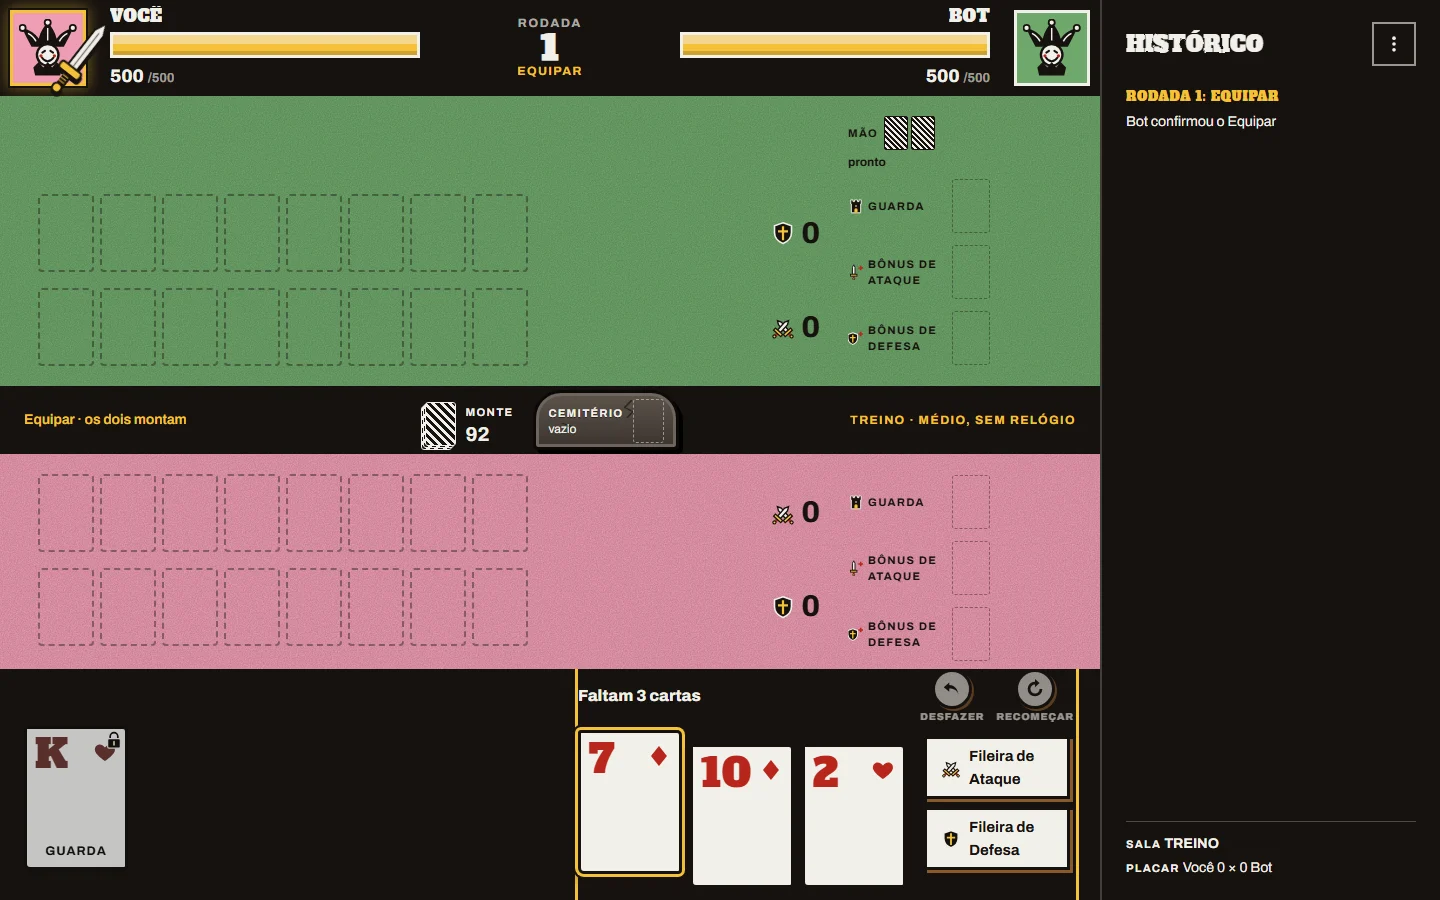 VOCÊ
500 /500
RODADA
1
EQUIPAR
BOT
500 /500
HISTÓRICO
RODADA 1: EQUIPAR
Bot confirmou o Equipar
MÃO
pronto
GUARDA
0
BÔNUS DE
ATAQUE
0
BÔNUS DE
DEFESA
Equipar · os dois montam
MONTE
92
CEMITÉRIO
vazio
TREINO · MÉDIO, SEM RELÓGIO
0
GUARDA
BÔNUS DE
ATAQUE
0
BÔNUS DE
DEFESA
Faltam 3 cartas
DESFAZER
RECOMEÇAR
K
GUARDA
7
10
2
Fileira de
Ataque
Fileira de
Defesa
SALA TREINO
PLACAR Você 0 × 0 Bot